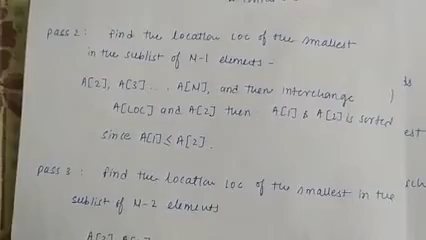 pass 2 : find the location LOC of the smallest
in the sublist of N-1 elements -
A[2], A[3] . . . A[N], and then interchange
A[LOC] and A[2] then A[1] & A[2] is sorted
since A[1] ≤ A[2] .
pass 3 : find the location LOC of the smallest in the
sublist of N-2 elements